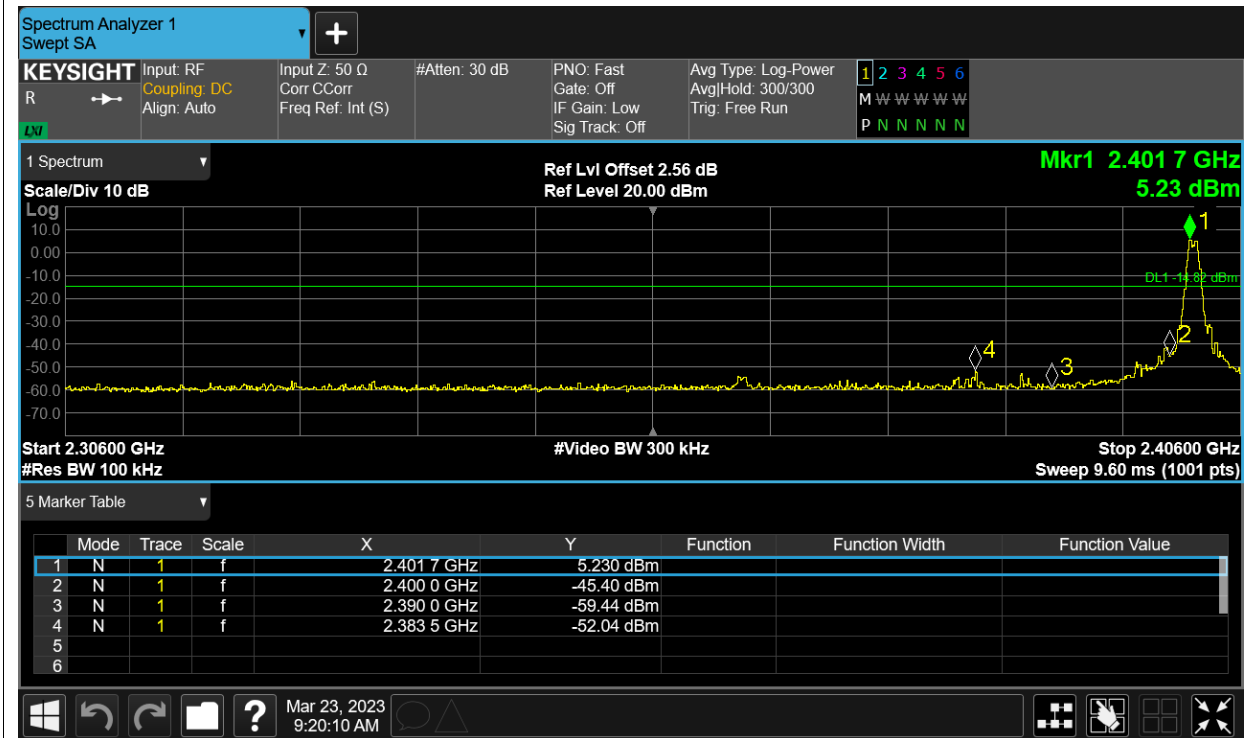 Spectrum Analyzer 1
Swept SA
+
KEYSIGHT
R
LXI
Input: RF
Coupling: DC
Align: Auto
Input Z: 50 Ω
Corr CCorr
Freq Ref: Int (S)
#Atten: 30 dB
PNO: Fast
Gate: Off
IF Gain: Low
Sig Track: Off
Avg Type: Log-Power
Avg|Hold: 300/300
Trig: Free Run
1 2 3 4 5 6
M W W W W W
P N N N N N
1 Spectrum
Scale/Div 10 dB
Ref Lvl Offset 2.56 dB
Ref Level 20.00 dBm
Mkr1 2.401 7 GHz
5.23 dBm
Log
10.0
0.00
-10.0
-20.0
-30.0
-40.0
-50.0
-60.0
-70.0
1
DL1 -14.82 dBm
2
4
3
Start 2.30600 GHz
#Res BW 100 kHz
#Video BW 300 kHz
Stop 2.40600 GHz
Sweep 9.60 ms (1001 pts)
5 Marker Table
Mode Trace Scale X Y Function Function Width Function Value
1 N 1 f 2.401 7 GHz 5.230 dBm
2 N 1 f 2.400 0 GHz -45.40 dBm
3 N 1 f 2.390 0 GHz -59.44 dBm
4 N 1 f 2.383 5 GHz -52.04 dBm
5
6
?
Mar 23, 2023
9:20:10 AM